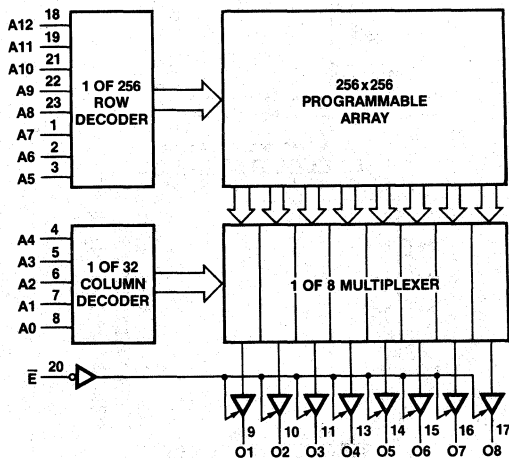 A12 18
A11 19
A10 21
A9 22
A8 23
A7 1
A6 2
A5 3
1 OF 256
ROW
DECODER
256x256
PROGRAMMABLE
ARRAY
A4 4
A3 5
A2 6
A1 7
A0 8
1 OF 32
COLUMN
DECODER
1 OF 8 MULTIPLEXER
E 20
9 10 11 13 14 15 16 17
O1 O2 O3 O4 O5 O6 O7 O8